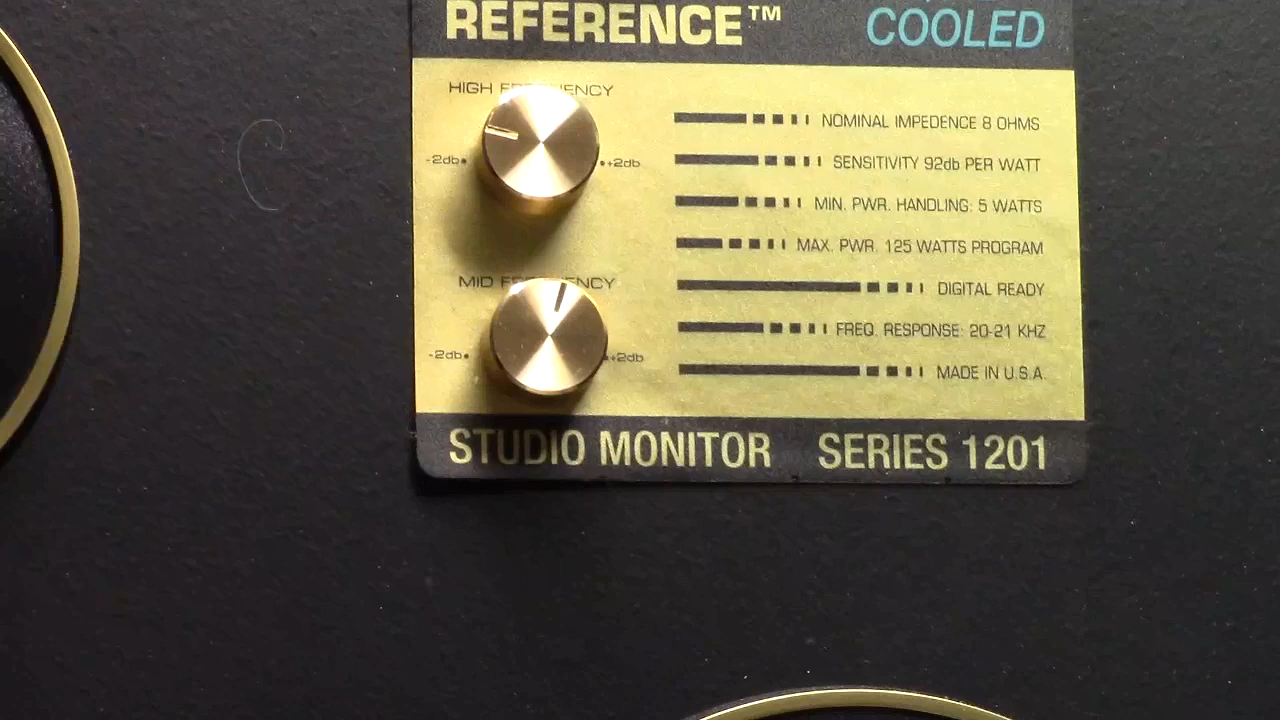 REFERENCE™ COOLED
HIGH FREQUENCY
-2db• •+2db
NOMINAL IMPEDENCE 8 OHMS
SENSITIVITY 92db PER WATT
MIN. PWR. HANDLING: 5 WATTS
MAX. PWR. 125 WATTS PROGRAM
MID FREQUENCY
-2db• •+2db
DIGITAL READY
FREQ. RESPONSE: 20-21 KHZ
MADE IN U.S.A.
STUDIO MONITOR SERIES 1201